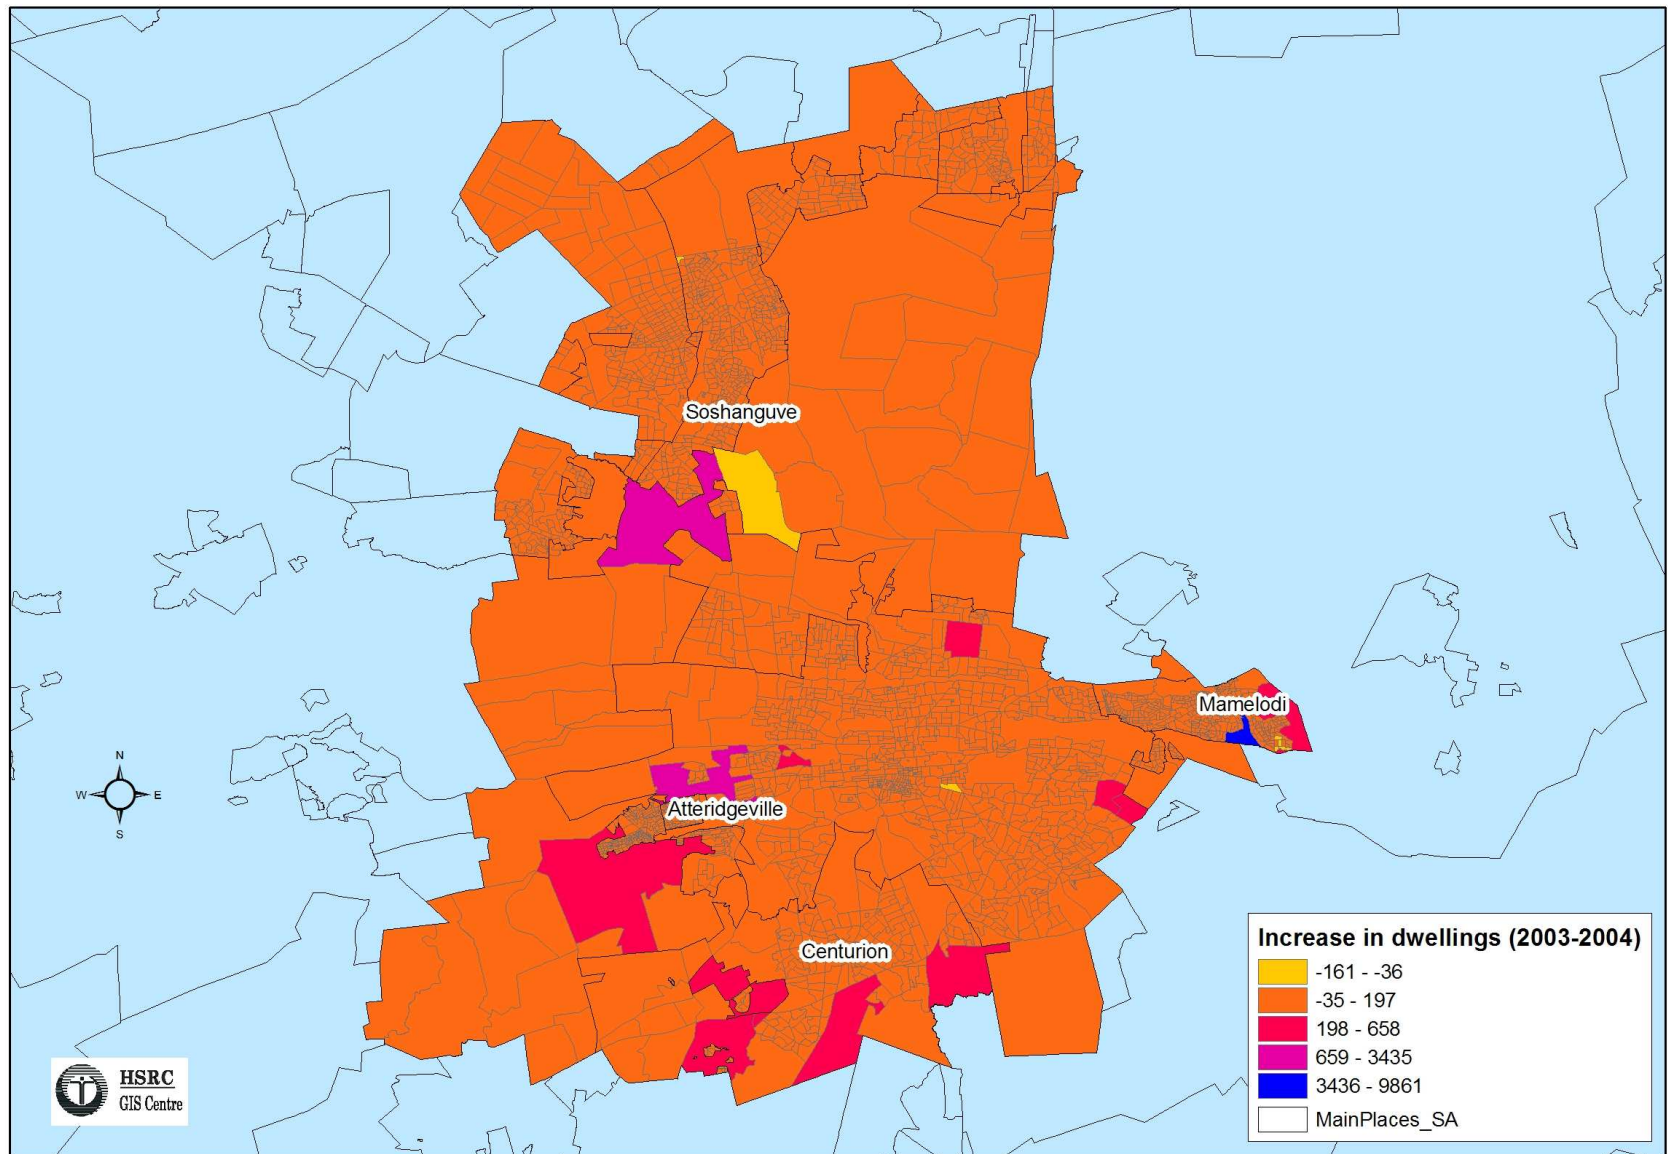 Soshanguve
Mamelodi
N
W
E
S
Atteridgeville
Centurion
Increase in dwellings (2003-2004)
-161 - -36
-35 - 197
198 - 658
659 - 3435
3436 - 9861
MainPlaces_SA
HSRC
GIS Centre